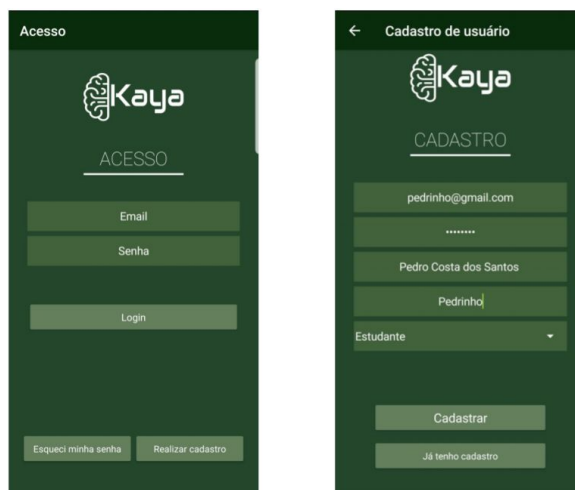 Acesso
Kaya
ACESSO
Email
Senha
Login
Esqueci minha senha
Realizar cadastro
Cadastro de usuário
Kaya
CADASTRO
pedrinho@gmail.com
••••••••
Pedro Costa dos Santos
Pedrinho
Estudante
Cadastrar
Já tenho cadastro